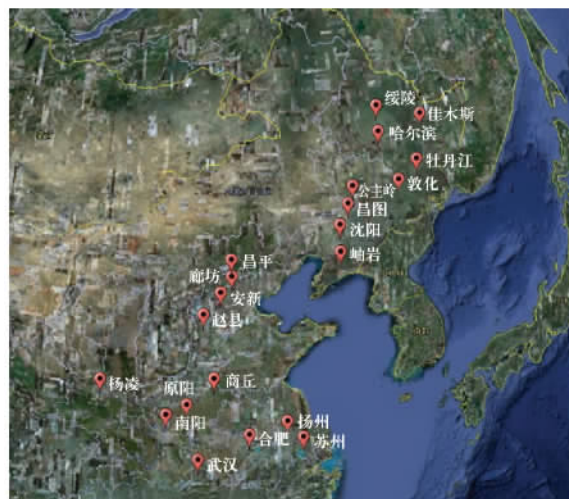 绥陵
佳木斯
哈尔滨
牡丹江
敦化
公主岭
昌图
沈阳
岫岩
昌平
廊坊
安新
赵县
杨凌
原阳
商丘
南阳
扬州
合肥
苏州
武汉